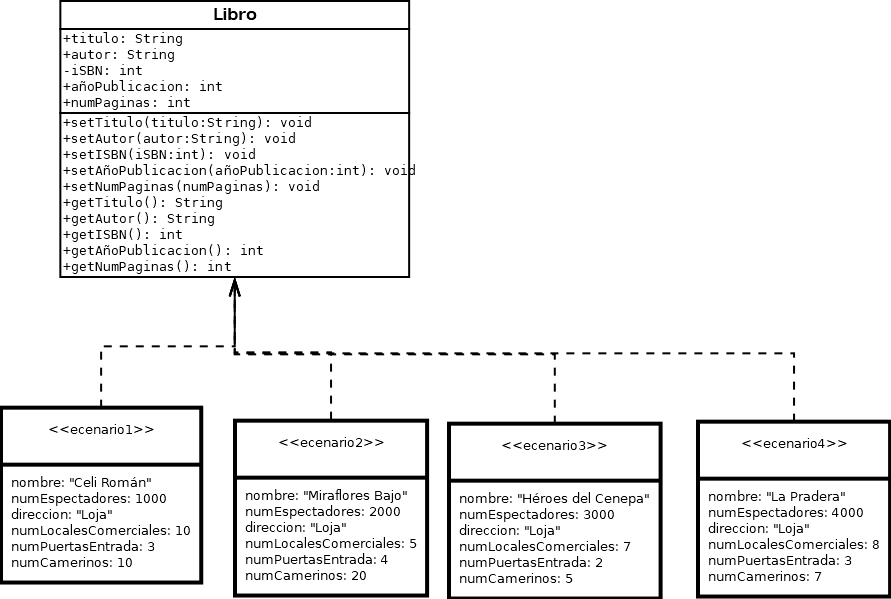 Libro
+titulo: String
+autor: String
-iSBN: int
+añoPublicacion: int
+numPaginas: int
+setTitulo(titulo:String): void
+setAutor(autor:String): void
+setISBN(iSBN:int): void
+setAñoPublicacion(añoPublicacion:int): void
+setNumPaginas(numPaginas): void
+getTitulo(): String
+getAutor(): String
+getISBN(): int
+getAñoPublicacion(): int
+getNumPaginas(): int
<<ecenario1>>
nombre: "Celi Román"
numEspectadores: 1000
direccion: "Loja"
numLocalesComerciales: 10
numPuertasEntrada: 3
numCamerinos: 10
<<ecenario2>>
nombre: "Miraflores Bajo"
numEspectadores: 2000
direccion: "Loja"
numLocalesComerciales: 5
numPuertasEntrada: 4
numCamerinos: 20
<<ecenario3>>
nombre: "Héroes del Cenepa"
numEspectadores: 3000
direccion: "Loja"
numLocalesComerciales: 7
numPuertasEntrada: 2
numCamerinos: 5
<<ecenario4>>
nombre: "La Pradera"
numEspectadores: 4000
direccion: "Loja"
numLocalesComerciales: 8
numPuertasEntrada: 3
numCamerinos: 7